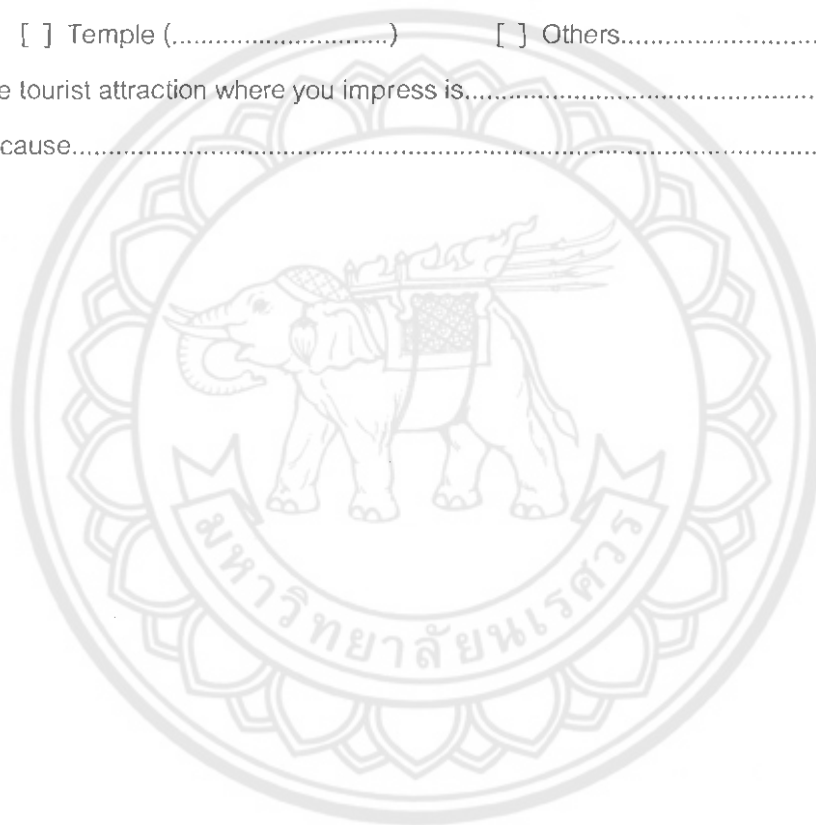 [ ] Temple (..............................) [ ] Others............................
e tourist attraction where you impress is..................................................
cause.........................................................................................................
มหาวิทยาลัยนเรศวร